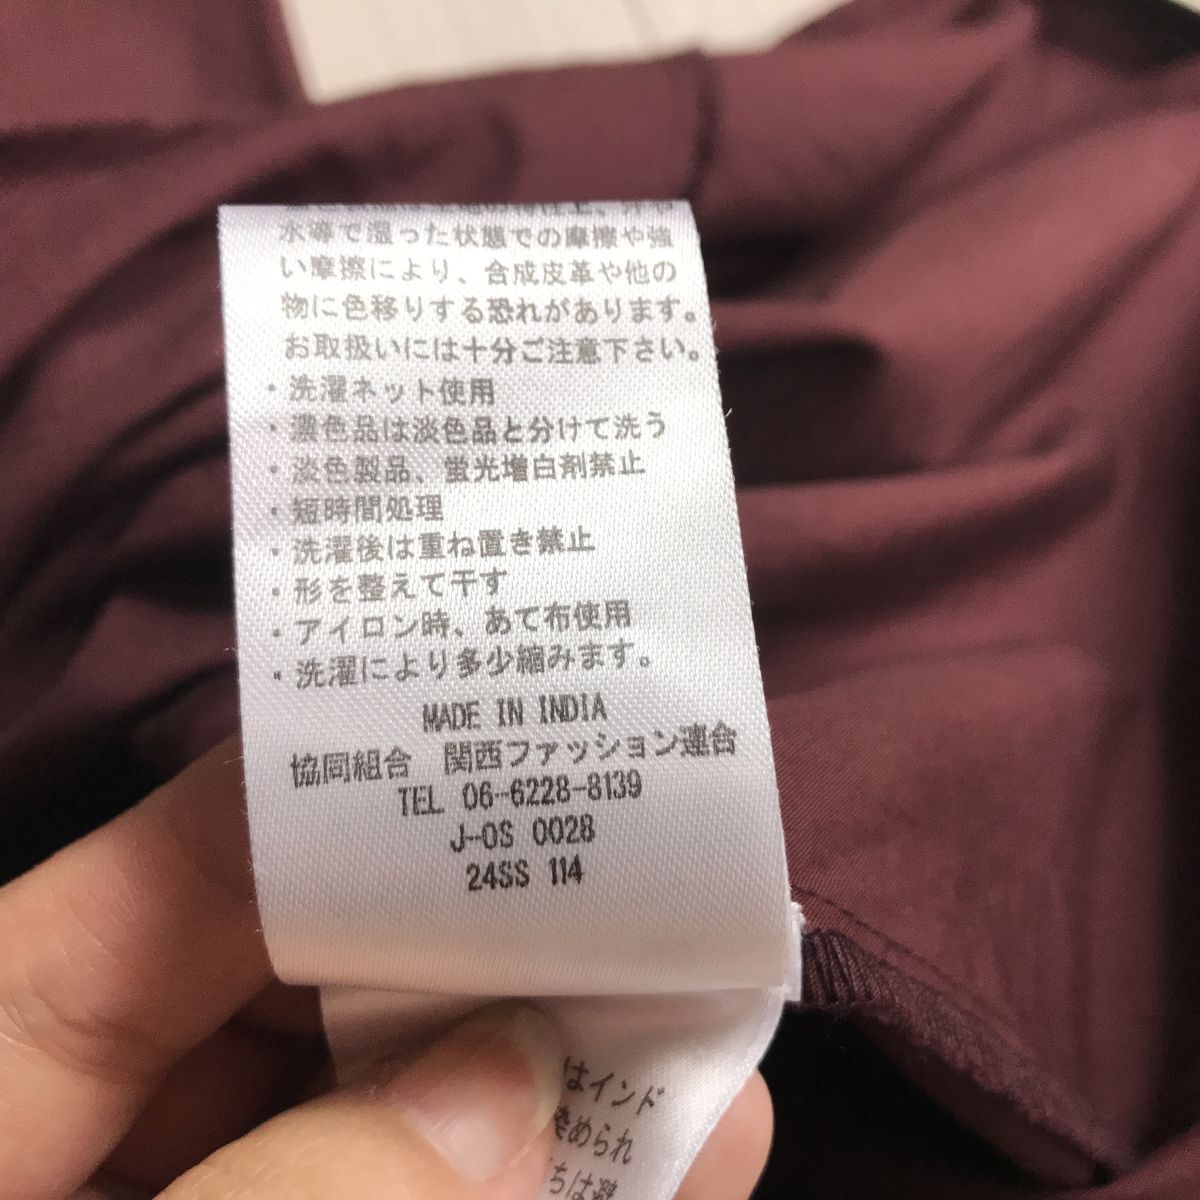 水等で湿った状態での摩擦や強
い摩擦により、合成皮革や他の
物に色移りする恐れがあります。
お取扱いには十分ご注意下さい。
・洗濯ネット使用
・濃色品は淡色品と分けて洗う
・淡色製品、蛍光増白剤禁止
・短時間処理
・洗濯後は重ね置き禁止
・形を整えて干す
・アイロン時、あて布使用
・洗濯により多少縮みます。
MADE IN INDIA
協同組合 関西ファッション連合
TEL 06-6228-8139
J-OS 0028
24SS 114
はインド
染められ
ちは避